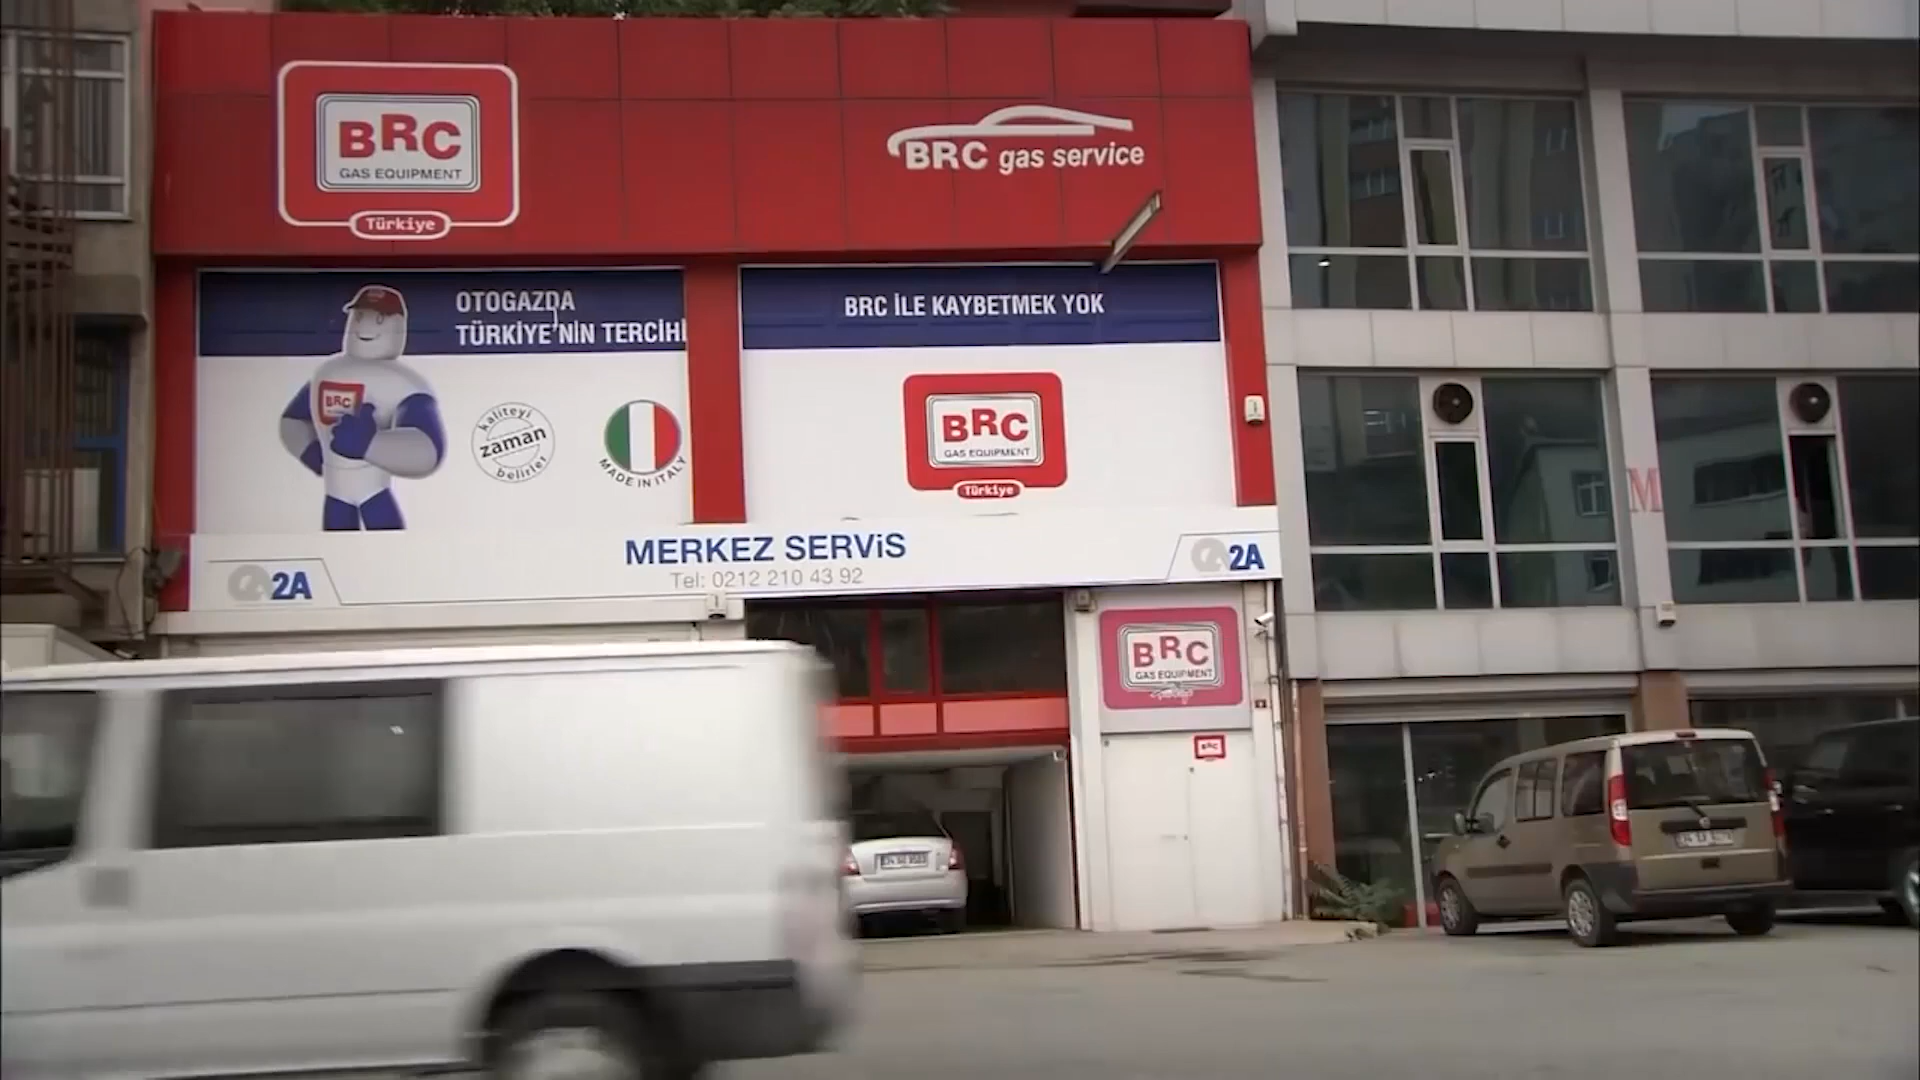 BRC
GAS EQUIPMENT
Türkiye
BRC gas service
OTOGAZDA
TÜRKİYE'NİN TERCİHİ
BRC İLE KAYBETMEK YOK
BRC
kaliteyi
zaman
belirler
MADE IN ITALY
BRC
GAS EQUIPMENT
Türkiye
MERKEZ SERVİS
Tel: 0212 210 43 92
2A
2A
BRC
GAS EQUIPMENT
BRC
M